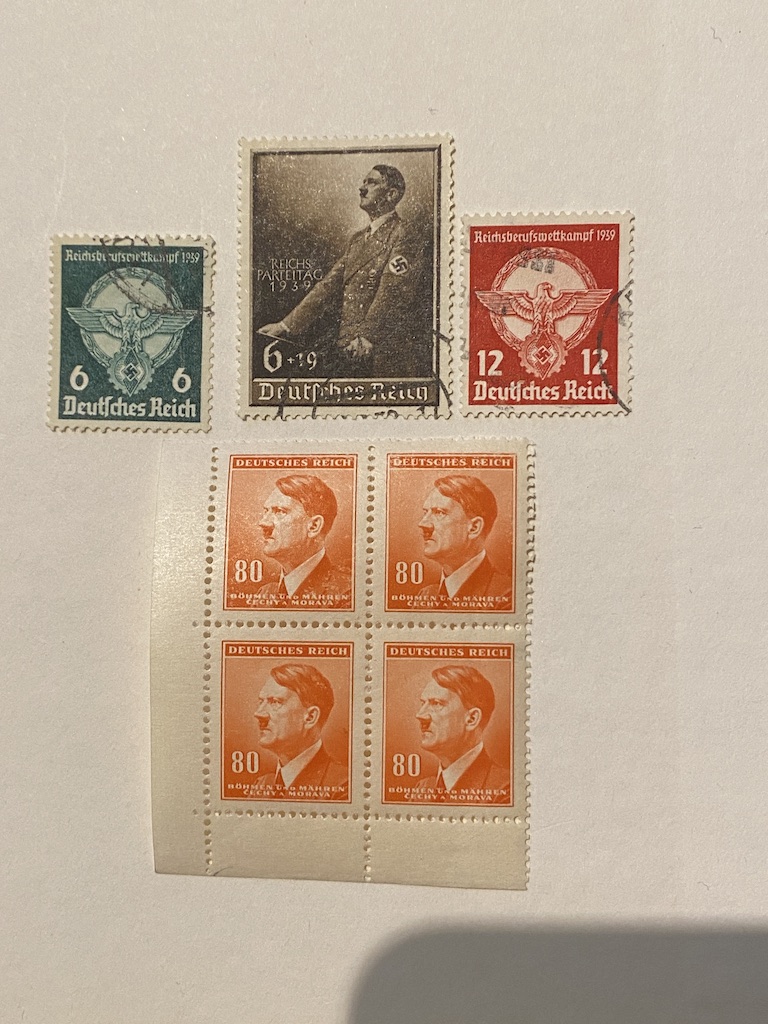 Reichsberufswettkampf 1939
6 6
Deutsches Reich
REICHS-
PARTEITAG
1939
6+19
Deutsches Reich
Reichsberufswettkampf 1939
12 12
Deutsches Reich
DEUTSCHES REICH
80
BÖHMEN UND MÄHREN
ČECHY A MORAVA
DEUTSCHES REICH
80
BÖHMEN UND MÄHREN
ČECHY A MORAVA
DEUTSCHES REICH
80
BÖHMEN UND MÄHREN
ČECHY A MORAVA
DEUTSCHES REICH
80
BÖHMEN UND MÄHREN
ČECHY A MORAVA